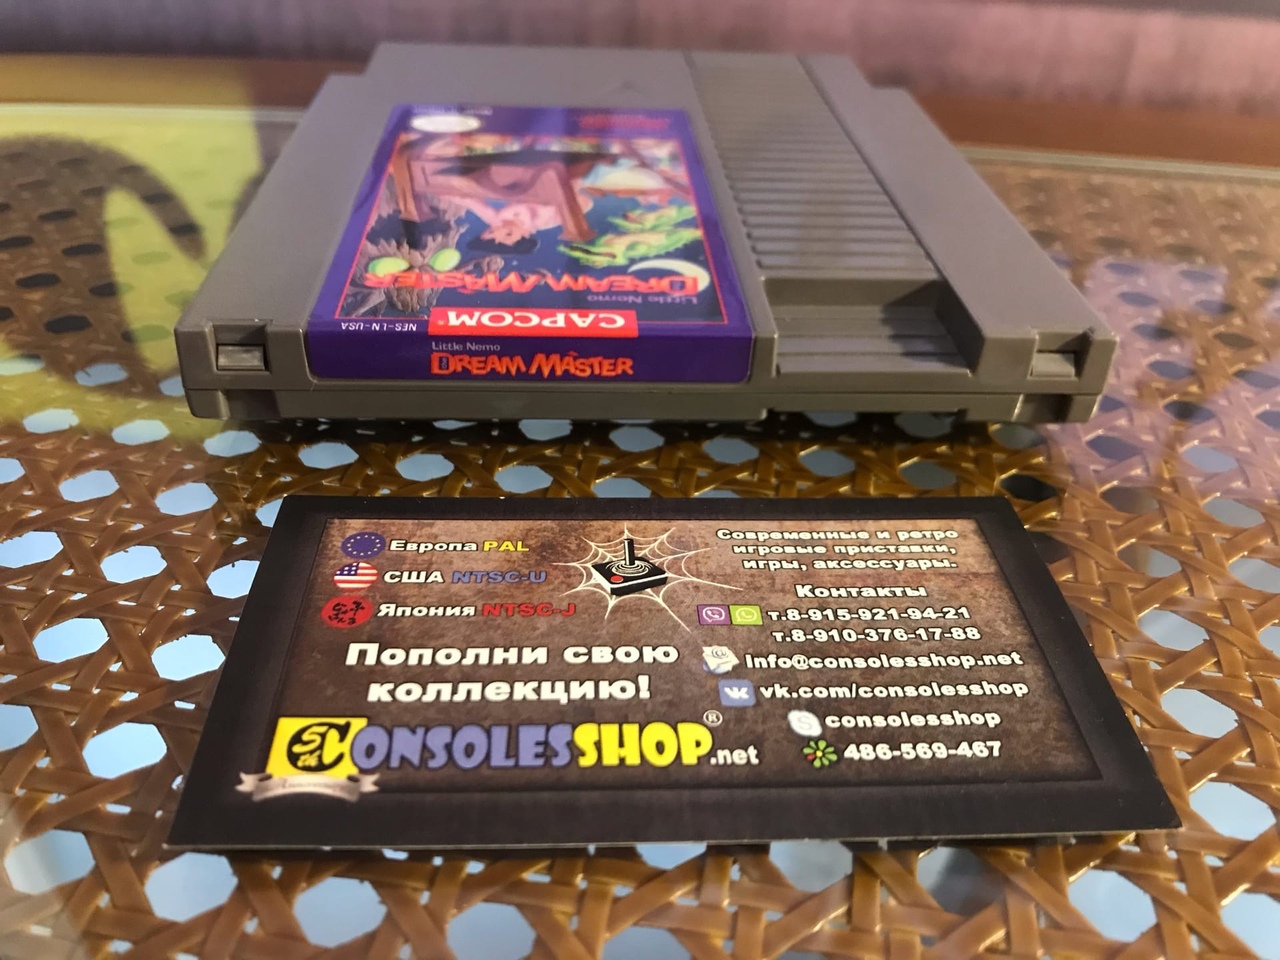 Little Nemo
DREAM MASTER
CAPCOM®
NES-LN-USA
Little Nemo
THE
DREAM MASTER
Европа PAL
США NTSC-U
Япония NTSC-J
Пополни свою
коллекцию!
CONSOLESSHOP®.net
Современные и ретро
игровые приставки,
игры, аксессуары.
Контакты
т.8-915-921-94-21
т.8-910-376-17-88
Info@consolesshop.net
vk.com/consolesshop
consolesshop
486-569-467